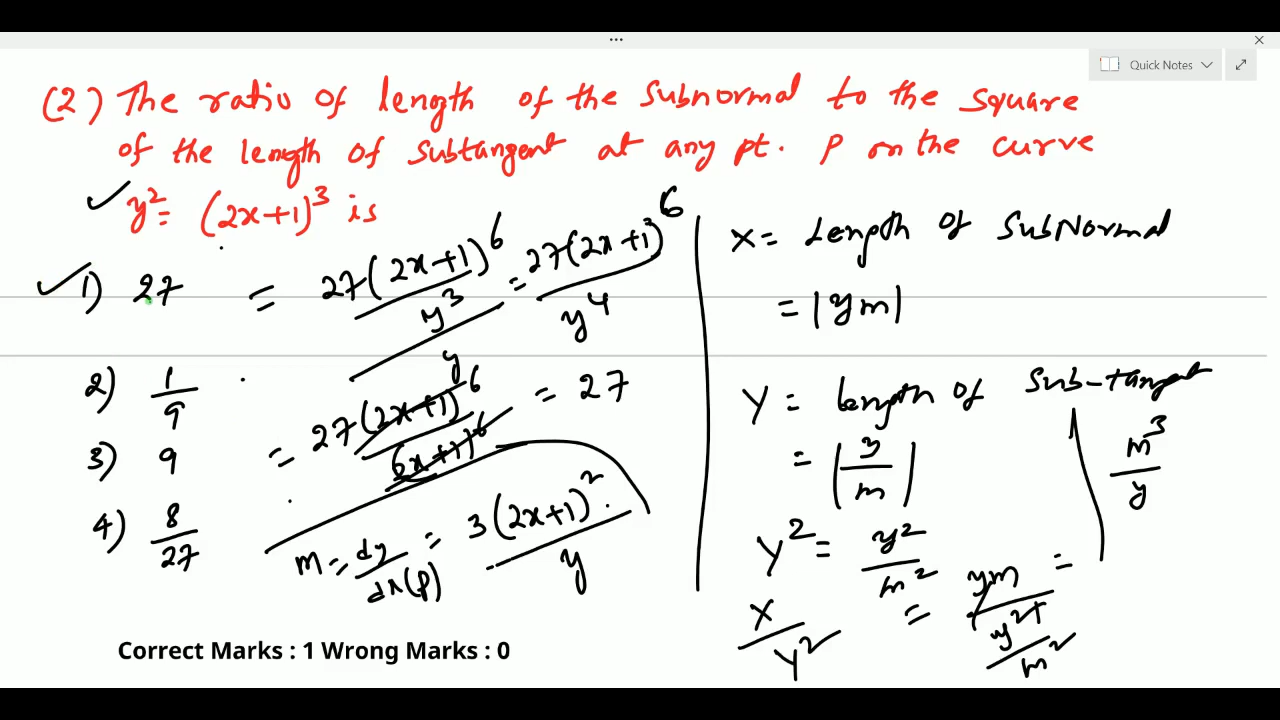 ...
Quick Notes
(2) The ratio of length of the subnormal to the square
of the length of subtangent at any pt. P on the curve
y² = (2x+1)³ is
1) 27 = 27(2x+1)⁶/y³/y = 27(2x+1)⁶/y⁴
2) 1/9
3) 9
4) 8/27
= 27(2x+1)⁶/(2x+1)⁶ = 27
m = dy/dx(p) = 3(2x+1)²/y
X = Length of SubNormal
= |ym|
Y = length of Sub-tangent
= |y/m|
Y² = y²/m²
X/Y² = ym/y²/m² =
m³/y
Correct Marks : 1 Wrong Marks : 0